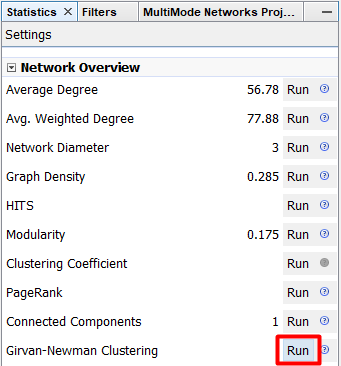 Statistics × Filters MultiMode Networks Proj...
Settings
Network Overview
Average Degree 56.78 Run
Avg. Weighted Degree 77.88 Run
Network Diameter 3 Run
Graph Density 0.285 Run
HITS Run
Modularity 0.175 Run
Clustering Coefficient Run
PageRank Run
Connected Components 1 Run
Girvan-Newman Clustering Run